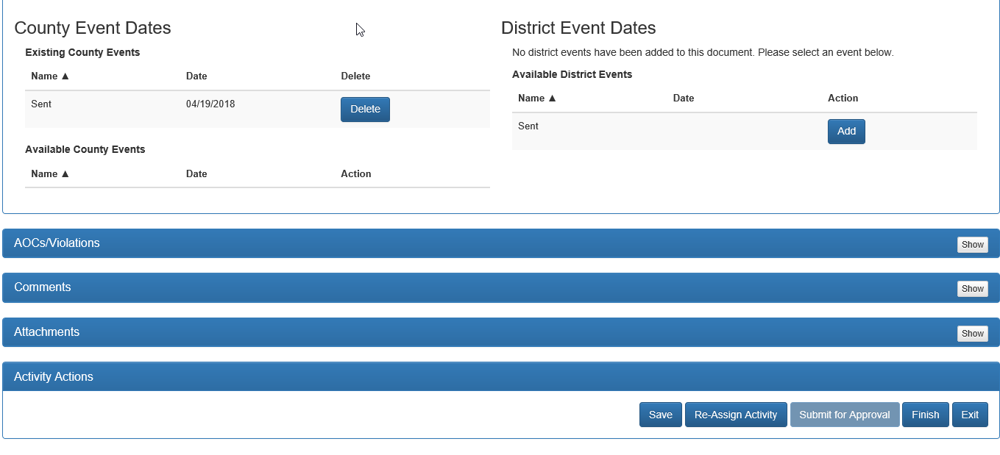 County Event Dates
Existing County Events
Name ▲ Date Delete
Sent 04/19/2018 Delete
Available County Events
Name ▲ Date Action
District Event Dates
No district events have been added to this document. Please select an event below.
Available District Events
Name ▲ Date Action
Sent Add
AOCs/Violations Show
Comments Show
Attachments Show
Activity Actions
Save Re-Assign Activity Submit for Approval Finish Exit